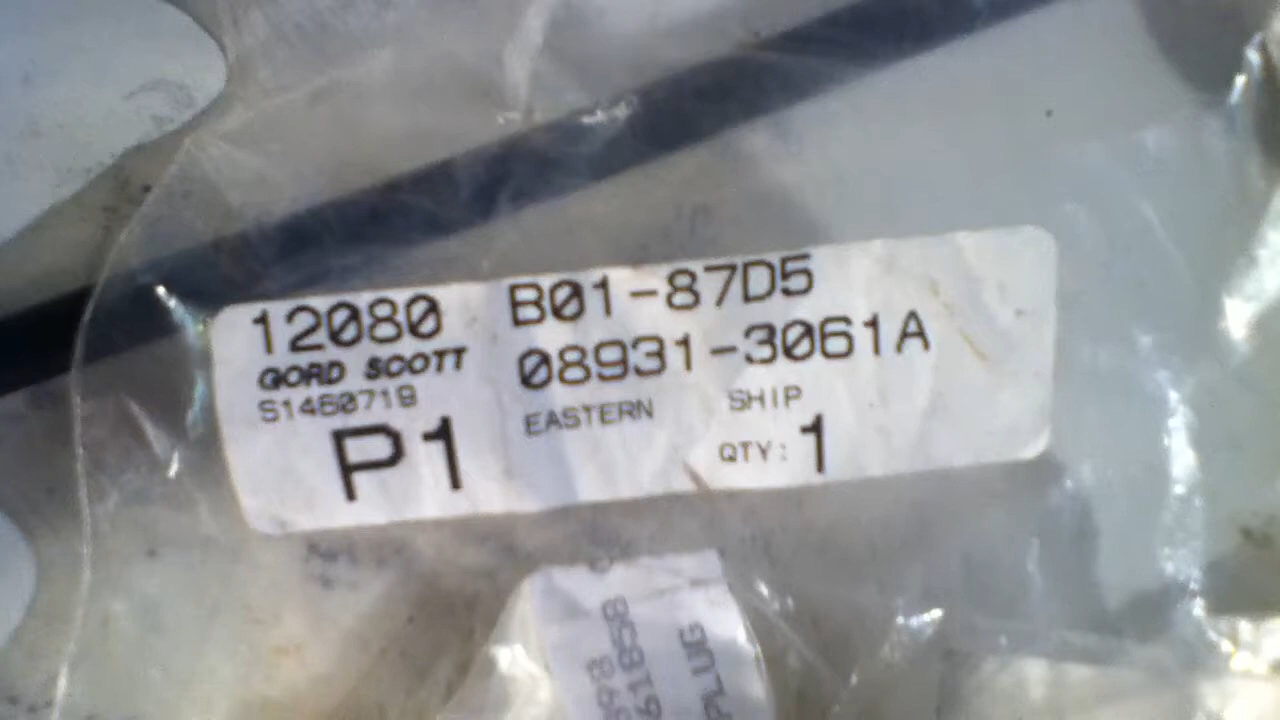 12080 B01-87D5
GORD SCOTT 08931-3061A
S1460719 EASTERN SHIP
P1 QTY: 1
PLUG